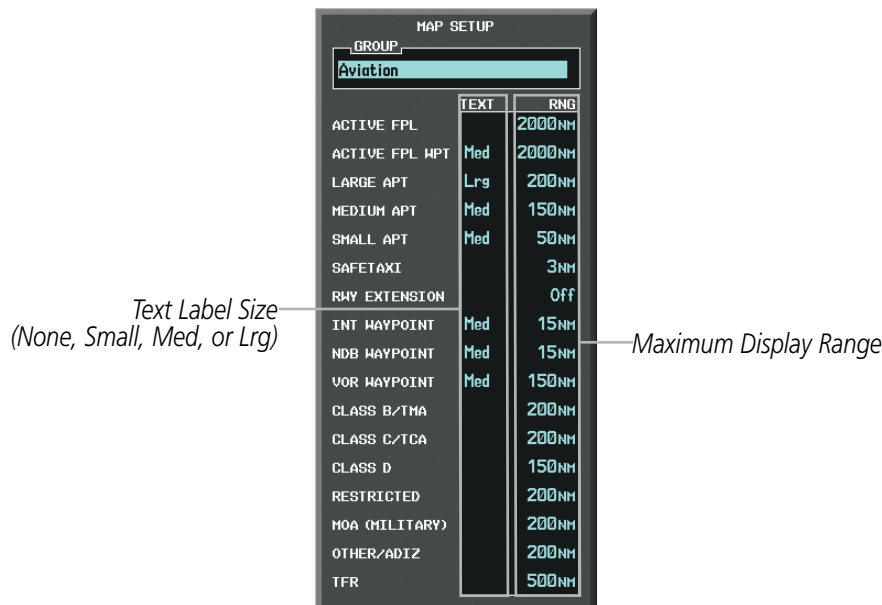 MAP SETUP
GROUP
Aviation
TEXT RNG
ACTIVE FPL 2000NM
ACTIVE FPL WPT Med 2000NM
LARGE APT Lrg 200NM
MEDIUM APT Med 150NM
SMALL APT Med 50NM
SAFETAXI 3NM
RWY EXTENSION Off
INT WAYPOINT Med 15NM
NDB WAYPOINT Med 15NM
VOR WAYPOINT Med 150NM
CLASS B/TMA 200NM
CLASS C/TCA 200NM
CLASS D 150NM
RESTRICTED 200NM
MOA (MILITARY) 200NM
OTHER/ADIZ 200NM
TFR 500NM
Text Label Size
(None, Small, Med, or Lrg)
Maximum Display Range